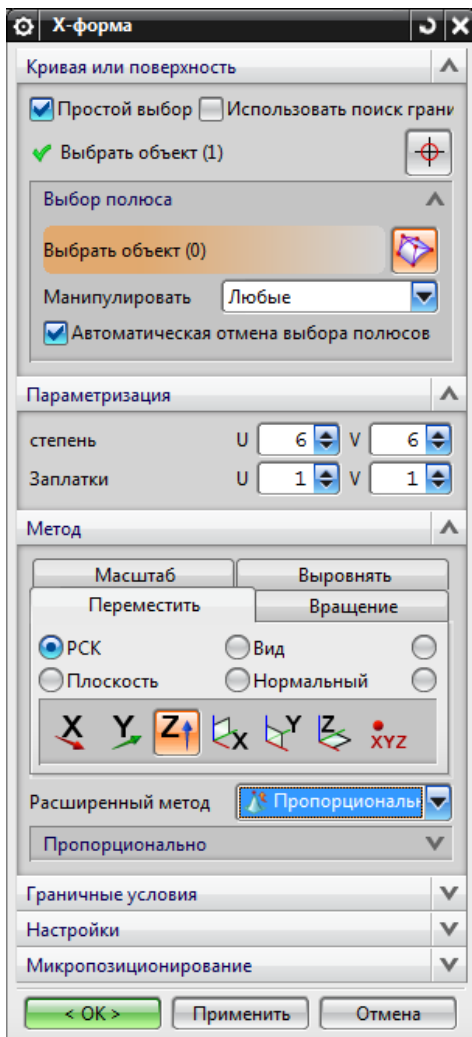 X-форма
Кривая или поверхность
Простой выбор Использовать поиск грани
Выбрать объект (1)
Выбор полюса
Выбрать объект (0)
Манипулировать Любые
Автоматическая отмена выбора полюсов
Параметризация
степень U 6 V 6
Заплатки U 1 V 1
Метод
Масштаб Выровнять
Переместить Вращение
РСК Вид
Плоскость Нормальный
X Y Z X Y Z XYZ
Расширенный метод Пропорциональн
Пропорционально
Граничные условия
Настройки
Микропозиционирование
< OK > Применить Отмена